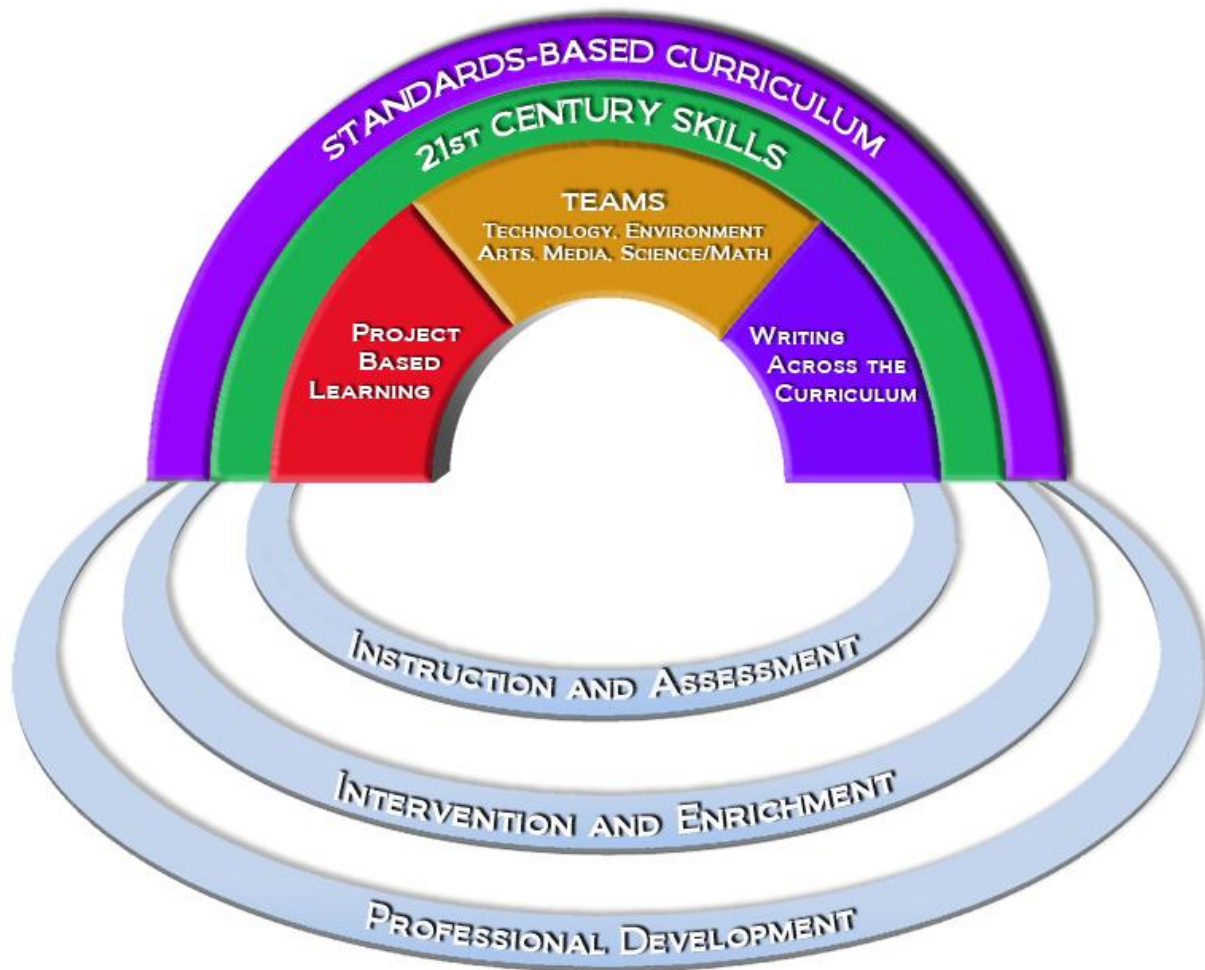 STANDARDS-BASED CURRICULUM
21ST CENTURY SKILLS
TEAMS
TECHNOLOGY, ENVIRONMENT
ARTS, MEDIA, SCIENCE/MATH
PROJECT
BASED
LEARNING
WRITING
ACROSS THE
CURRICULUM
INSTRUCTION AND ASSESSMENT
INTERVENTION AND ENRICHMENT
PROFESSIONAL DEVELOPMENT